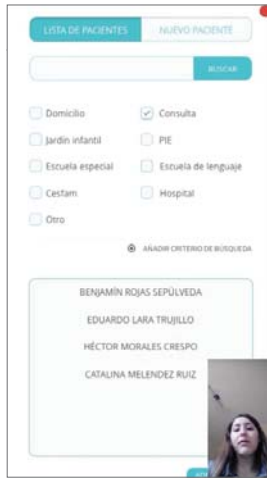 LISTA DE PACIENTES NUEVO PACIENTE
BUSCAR
Domicilio Consulta
Jardín infantil PIE
Escuela especial Escuela de lenguaje
Cesfam Hospital
Otro
AÑADIR CRITERIO DE BÚSQUEDA
BENJAMÍN ROJAS SEPÚLVEDA
EDUARDO LARA TRUJILLO
HÉCTOR MORALES CRESPO
CATALINA MELENDEZ RUIZ